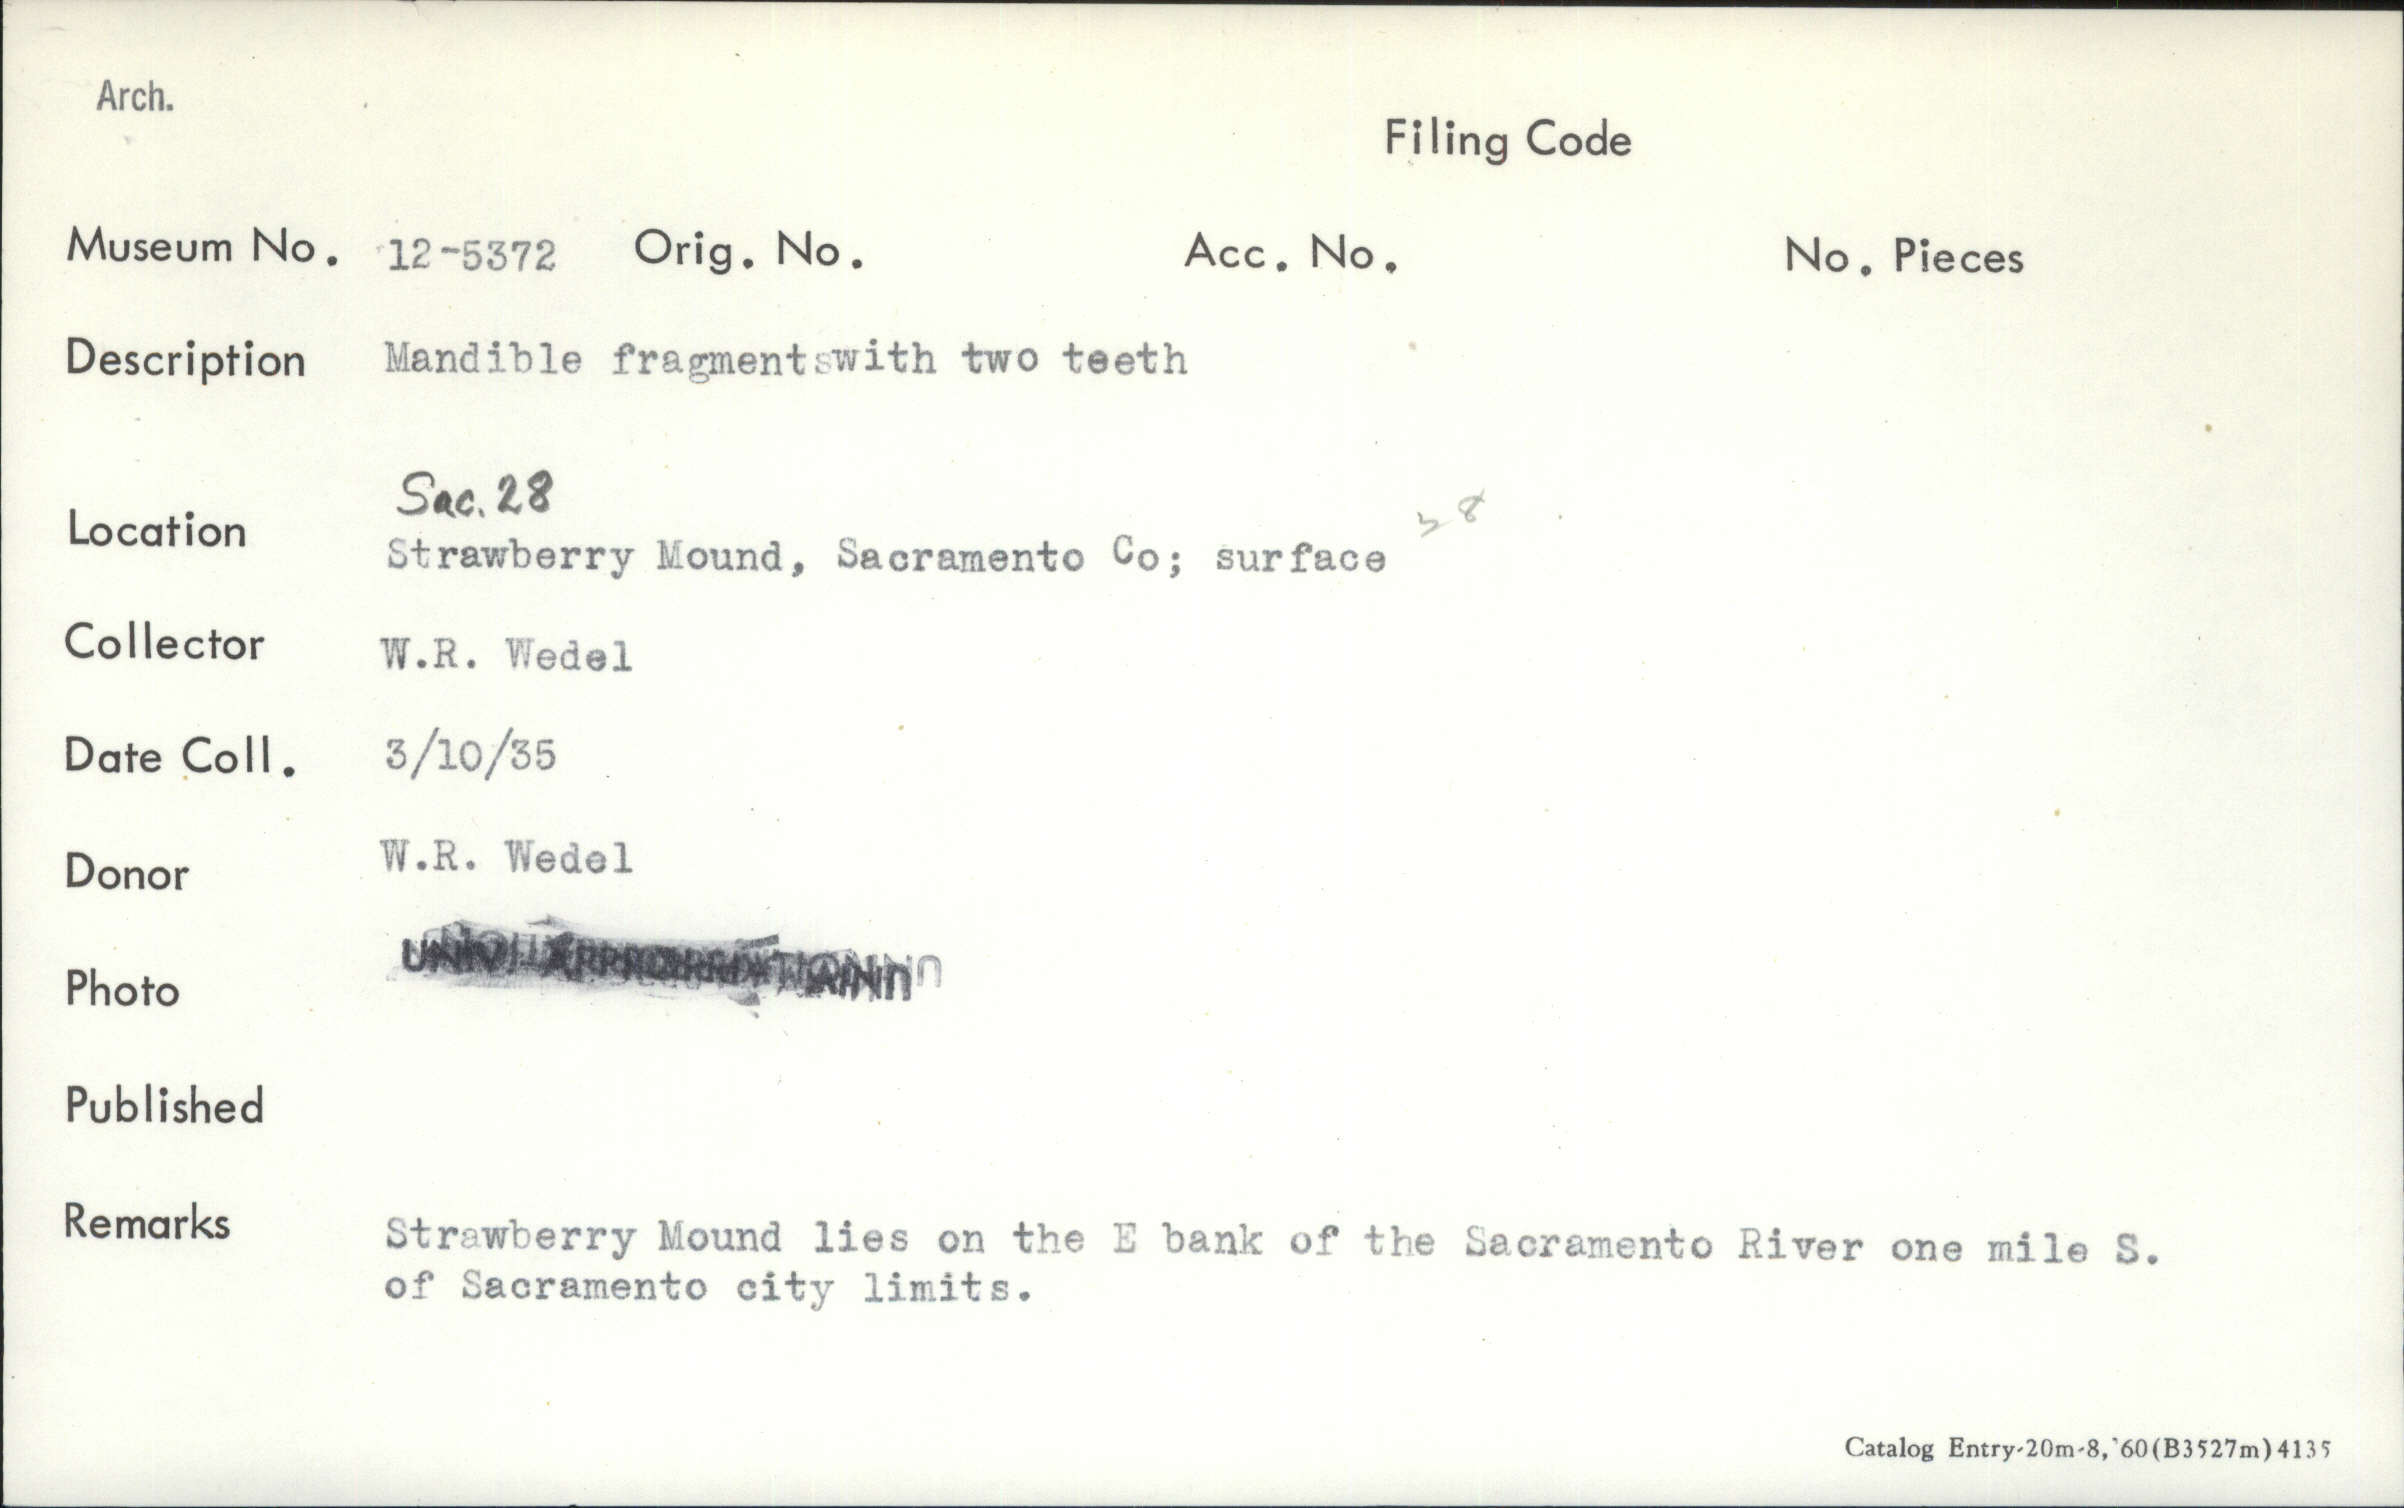 Arch.
Filing Code
Museum No. 12-5372 Orig. No. Acc. No. No. Pieces
Description Mandible fragmentswith two teeth
Sac. 28
Location Strawberry Mound, Sacramento Co; surface
Collector W.R. Wedel
Date Coll. 3/10/35
Donor W.R. Wedel
Photo
Published
Remarks Strawberry Mound lies on the E bank of the Sacramento River one mile S.
of Sacramento city limits.
Catalog Entry-20m-8,'60(B3527m)4135